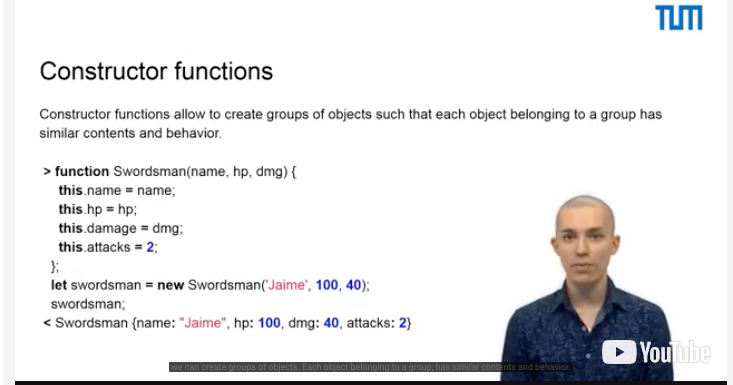 TUM
Constructor functions
Constructor functions allow to create groups of objects such that each object belonging to a group has
similar contents and behavior.
> function Swordsman(name, hp, dmg) {
this.name = name;
this.hp = hp;
this.damage = dmg;
this.attacks = 2;
};
let swordsman = new Swordsman('Jaime', 100, 40);
swordsman;
< Swordsman {name: "Jaime", hp: 100, dmg: 40, attacks: 2}
YouTube
we can create groups of objects. Each object belonging to a group, has similar contents and behavior.